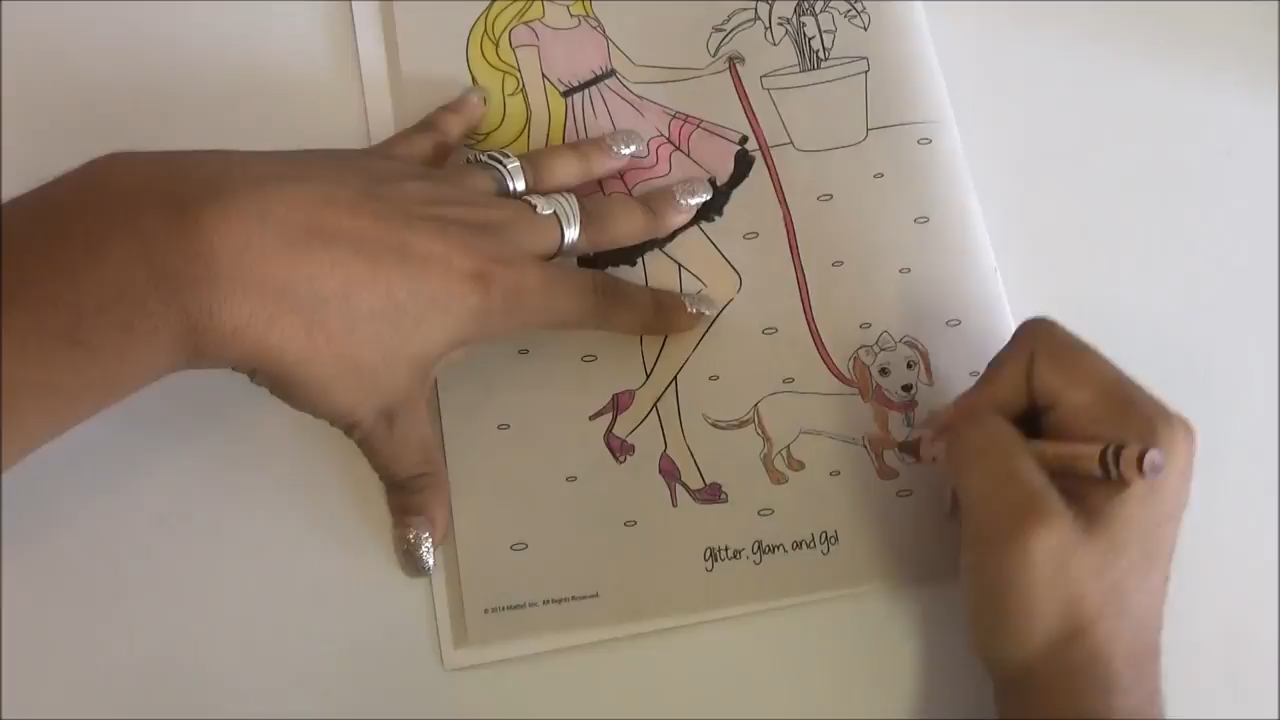 glitter, glam, and go!
© 2014 Mattel, Inc. All Rights Reserved.